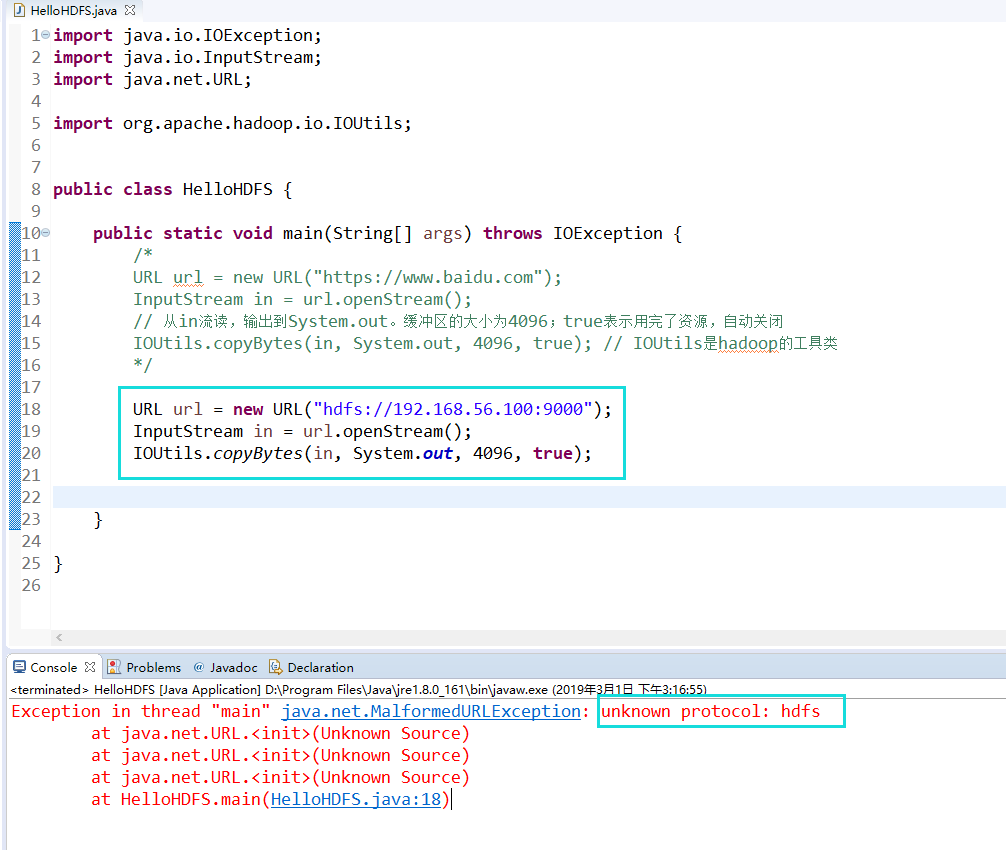 HelloHDFS.java
1 import java.io.IOException;
2 import java.io.InputStream;
3 import java.net.URL;
4
5 import org.apache.hadoop.io.IOUtils;
6
7
8 public class HelloHDFS {
9
10 public static void main(String[] args) throws IOException {
11 /*
12 URL url = new URL("https://www.baidu.com");
13 InputStream in = url.openStream();
14 // 从in流读，输出到System.out。缓冲区的大小为4096；true表示用完了资源，自动关闭
15 IOUtils.copyBytes(in, System.out, 4096, true); // IOUtils是hadoop的工具类
16 */
17
18 URL url = new URL("hdfs://192.168.56.100:9000");
19 InputStream in = url.openStream();
20 IOUtils.copyBytes(in, System.out, 4096, true);
21
22
23 }
24
25 }
26
Console Problems @ Javadoc Declaration
<terminated> HelloHDFS [Java Application] D:\Program Files\Java\jre1.8.0_161\bin\javaw.exe (2019年3月1日 下午3:16:55)
Exception in thread "main" java.net.MalformedURLException: unknown protocol: hdfs
at java.net.URL.<init>(Unknown Source)
at java.net.URL.<init>(Unknown Source)
at java.net.URL.<init>(Unknown Source)
at HelloHDFS.main(HelloHDFS.java:18)